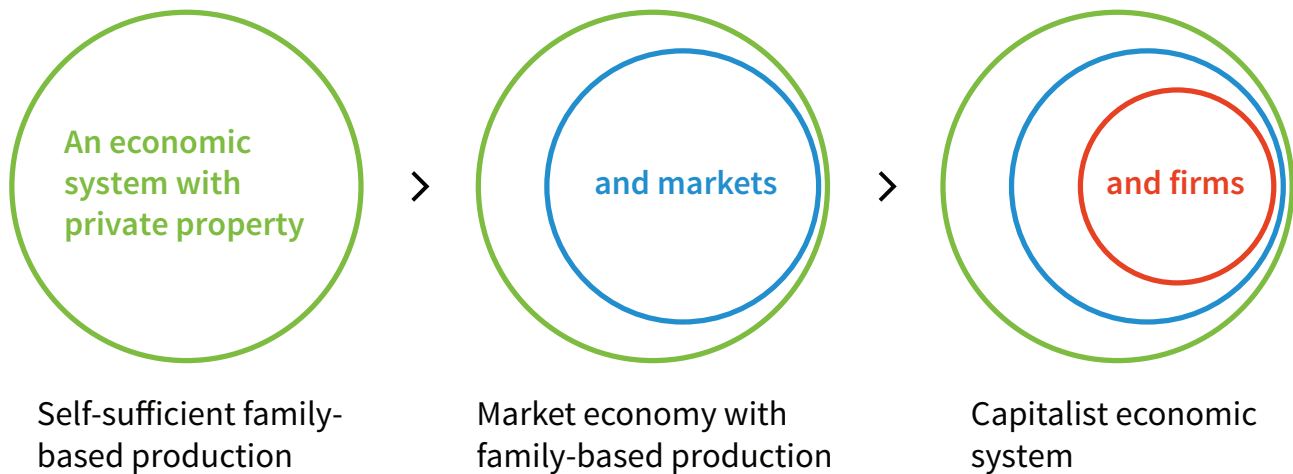 An economic
system with
private property
and markets
and firms
Self-sufficient family-
based production
Market economy with
family-based production
Capitalist economic
system